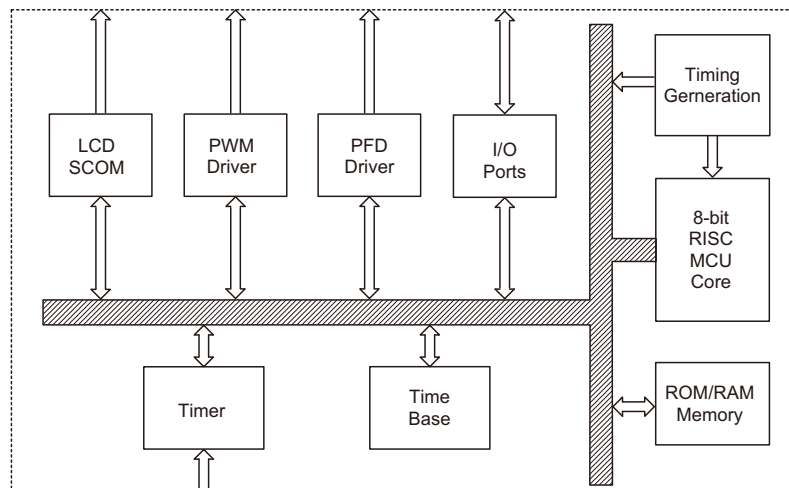 Timing
Gerneration
LCD
SCOM
PWM
Driver
PFD
Driver
I/O
Ports
8-bit
RISC
MCU
Core
Timer
Time
Base
ROM/RAM
Memory